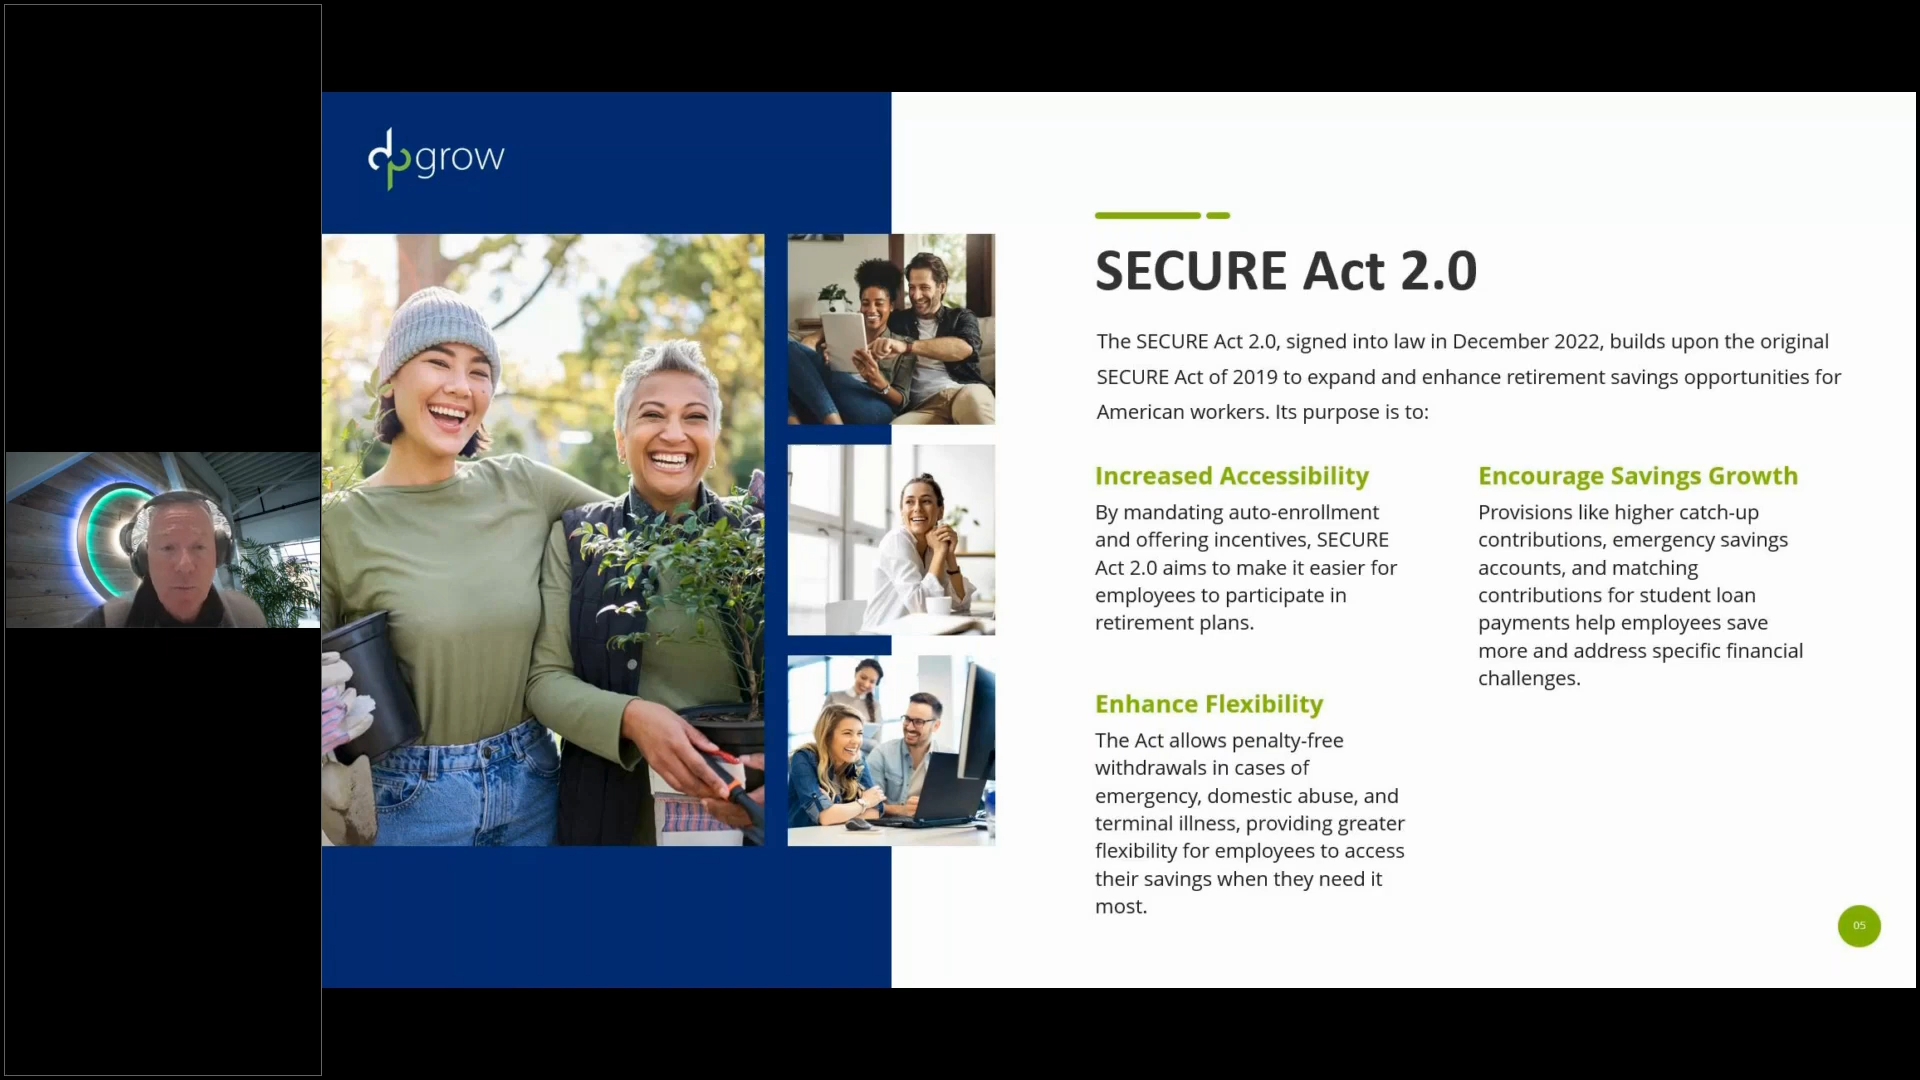 dpgrow
SECURE Act 2.0
The SECURE Act 2.0, signed into law in December 2022, builds upon the original
SECURE Act of 2019 to expand and enhance retirement savings opportunities for
American workers. Its purpose is to:
Increased Accessibility
By mandating auto-enrollment
and offering incentives, SECURE
Act 2.0 aims to make it easier for
employees to participate in
retirement plans.
Enhance Flexibility
The Act allows penalty-free
withdrawals in cases of
emergency, domestic abuse, and
terminal illness, providing greater
flexibility for employees to access
their savings when they need it
most.
Encourage Savings Growth
Provisions like higher catch-up
contributions, emergency savings
accounts, and matching
contributions for student loan
payments help employees save
more and address specific financial
challenges.
05